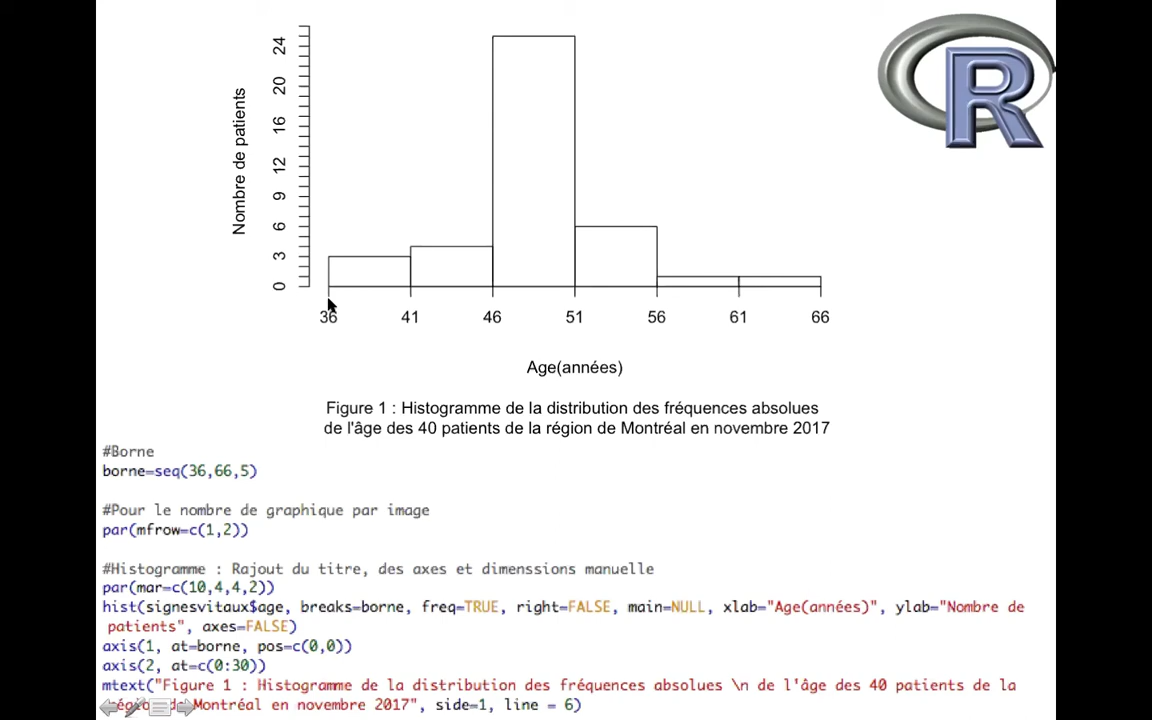 24
20
16
12
9
6
3
0
Nombre de patients
36 41 46 51 56 61 66
Age(années)
Figure 1 : Histogramme de la distribution des fréquences absolues
de l'âge des 40 patients de la région de Montréal en novembre 2017
R
#Borne
borne=seq(36,66,5)
#Pour le nombre de graphique par image
par(mfrow=c(1,2))
#Histogramme : Rajout du titre, des axes et dimenssions manuelle
par(mar=c(10,4,4,2))
hist(signesvitaux$age, breaks=borne, freq=TRUE, right=FALSE, main=NULL, xlab="Age(années)", ylab="Nombre de
patients", axes=FALSE)
axis(1, at=borne, pos=c(0,0))
axis(2, at=c(0:30))
mtext("Figure 1 : Histogramme de la distribution des fréquences absolues \n de l'âge des 40 patients de la
région de Montréal en novembre 2017", side=1, line = 6)